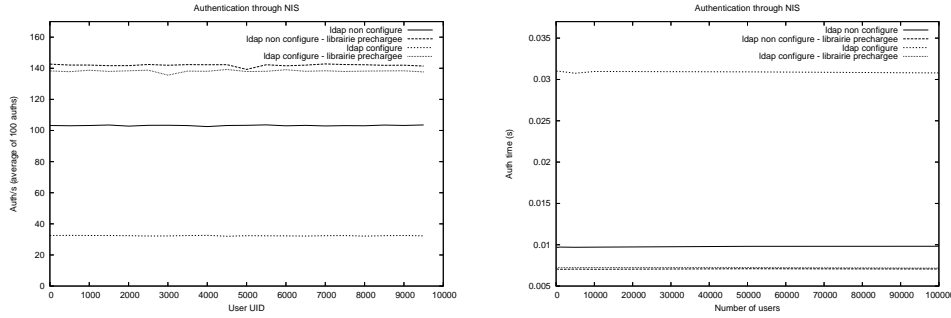 Authentication through NIS
ldap non configure
ldap non configure - librairie prechargee
ldap configure
ldap configure - librairie prechargee
160
140
120
100
80
60
40
20
0
Auth/s (average of 100 auths)
0 1000 2000 3000 4000 5000 6000 7000 8000 9000 10000
User UID
Authentication through NIS
ldap non configure
ldap non configure - librairie prechargee
ldap configure
ldap configure - librairie prechargee
0.035
0.03
0.025
0.02
0.015
0.01
0.005
Auth time (s)
0 10000 20000 30000 40000 50000 60000 70000 80000 90000 100000
Number of users